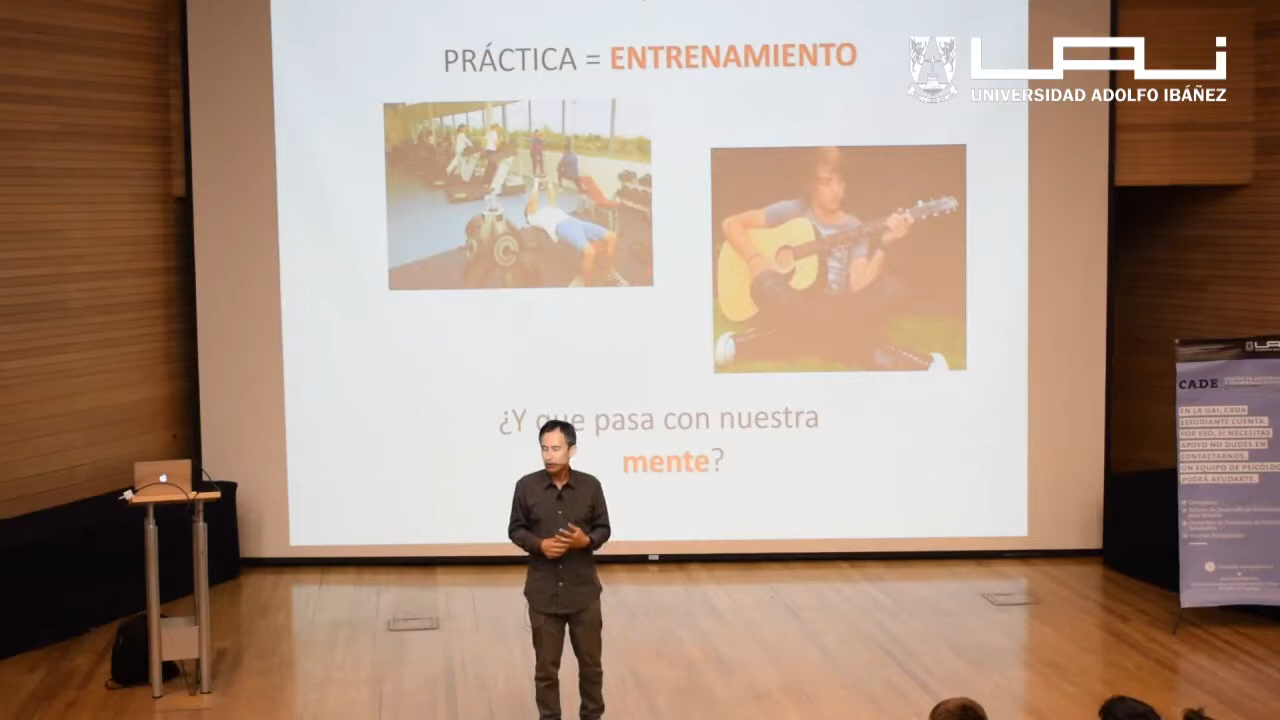 PRÁCTICA = ENTRENAMIENTO
UAI
UNIVERSIDAD ADOLFO IBÁÑEZ
¿Y que pasa con nuestra
mente?
CADE
EN LA UAI, CADA
ESTUDIANTE CUENTA.
POR ESO, SI NECESITAS
APOYO NO DUDES EN
CONTACTARNOS.
UN EQUIPO DE PSICÓLOG
PODRÁ AYUDARTE.